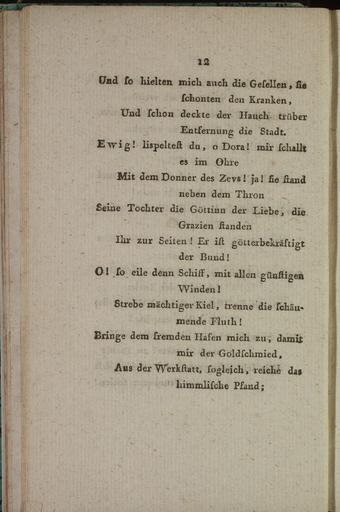 12
Und ſo hielten mich auch die Geſellen, ſie
ſchonten den Kranken,
Und ſchon deckte der Hauch trüber
Entfernung die Stadt.
Ewig! liſpelteſt du, o Dora! mir ſchallt
es im Ohre
Mit dem Donner des Zevs! ja! ſie ſtand
neben dem Thron
Seine Tochter die Göttinn der Liebe, die
Grazien ſtanden
Ihr zur Seiten! Er iſt götterbekräftigt
der Bund!
O! ſo eile denn Schiff, mit allen günſtigen
Winden!
Strebe mächtiger Kiel, trenne die ſchäu-
mende Fluth!
Bringe dem fremden Hafen mich zu, damit
mir der Goldſchmied,
Aus der Werkſtatt, ſogleich, reiche das
himmliſche Pfand;